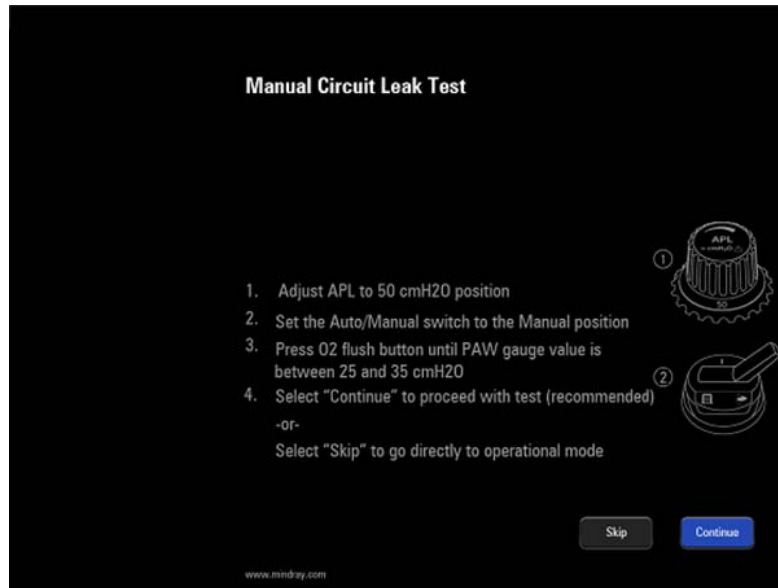 Manual Circuit Leak Test
APL
1
50
1. Adjust APL to 50 cmH2O position
2. Set the Auto/Manual switch to the Manual position
3. Press O2 flush button until PAW gauge value is
between 25 and 35 cmH2O
2
4. Select "Continue" to proceed with test (recommended)
-or-
Select "Skip" to go directly to operational mode
Skip
Continue
www.mindray.com